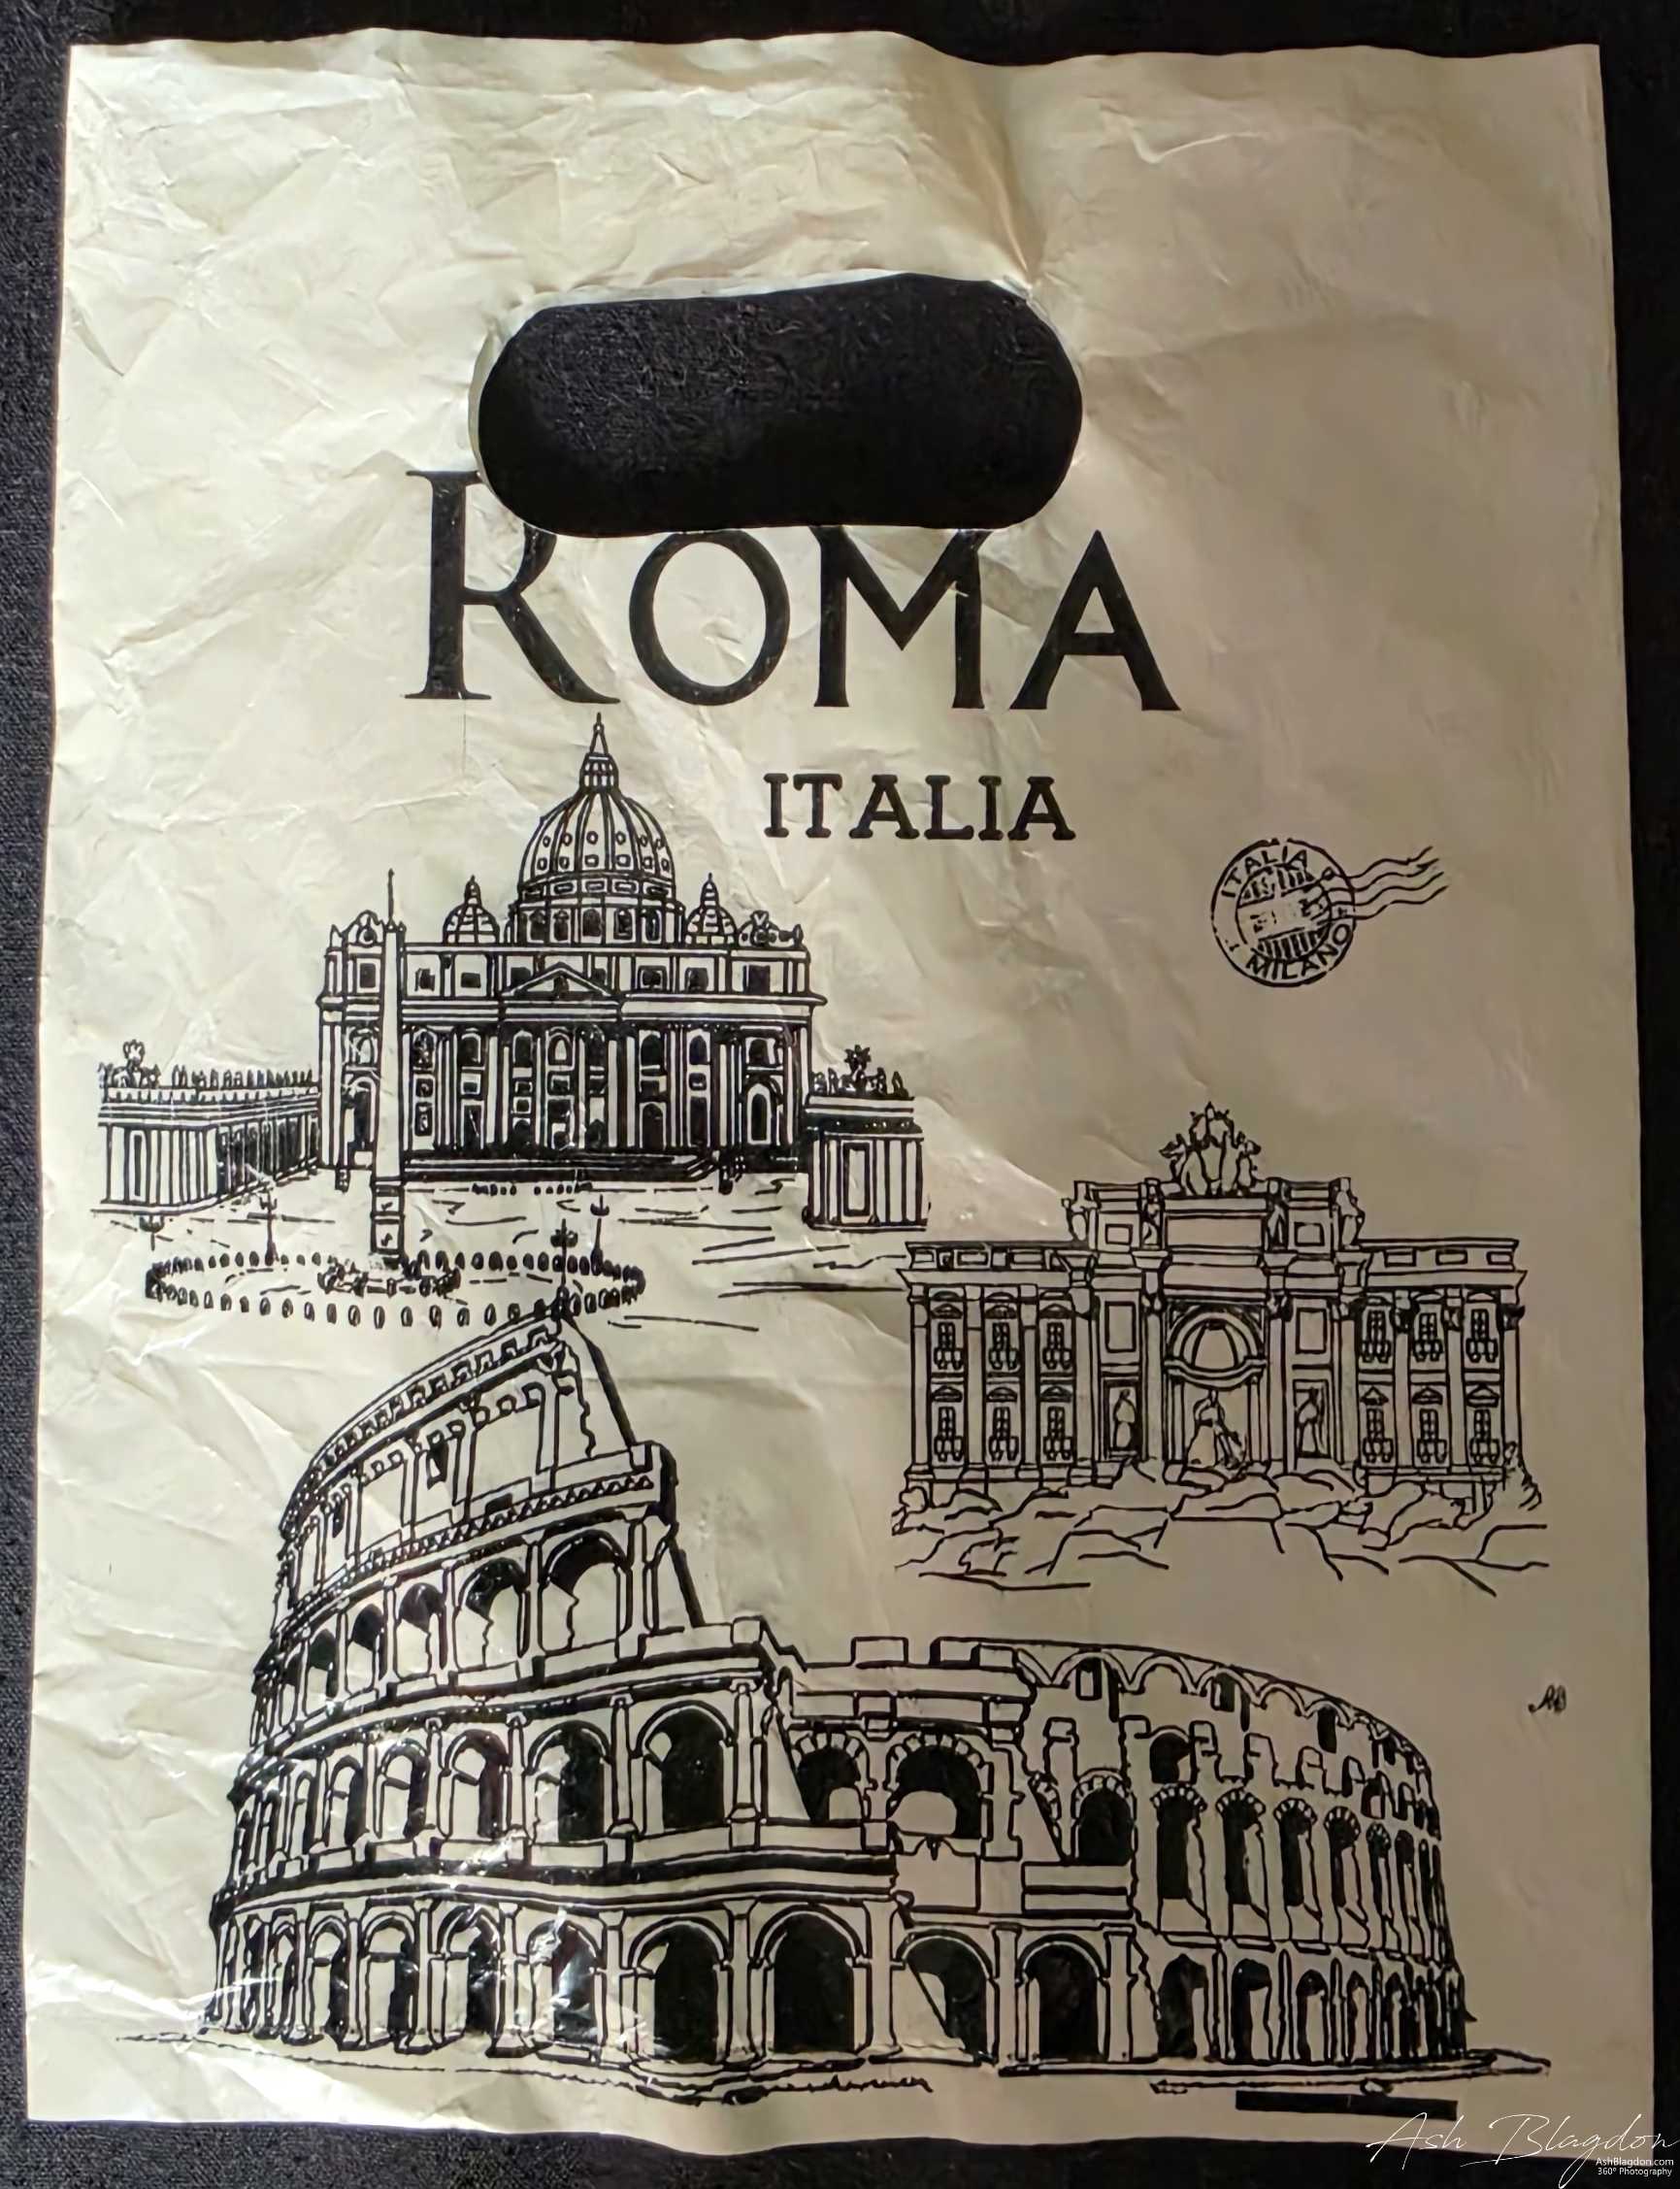 ROMA
ITALIA
ITALIA
MILANO
Ash Blagdon
AshBlagdon.com
360° Photography